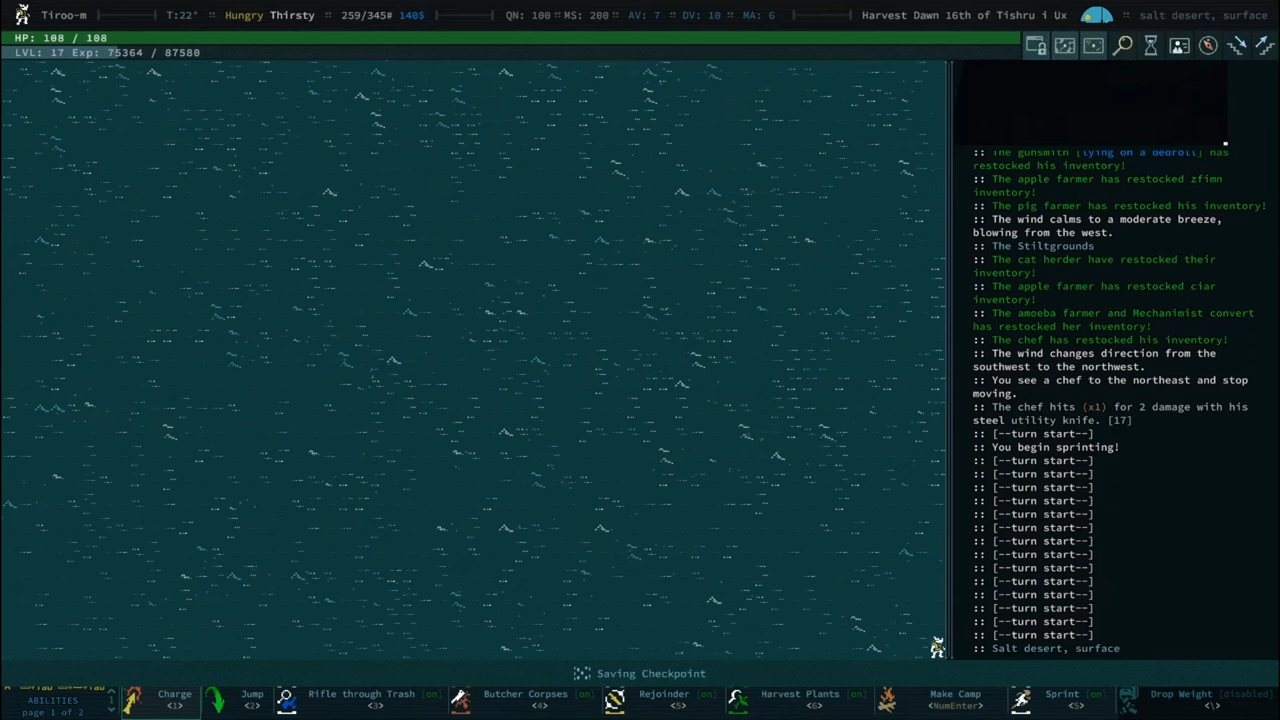 Tiroo-m T:22° Hungry Thirsty 259/345# 140$ QN: 100 :: MS: 200 :: AV: 7 :: DV: 10 :: MA: 6 Harvest Dawn 16th of Tishru i Ux :: salt desert, surface
HP: 108 / 108
LVL: 17 Exp: 75364 / 87580
:: The gunsmith [lying on a bedroll] has
restocked his inventory!
:: The apple farmer has restocked zfimn
inventory!
:: The pig farmer has restocked his inventory!
:: The wind calms to a moderate breeze,
blowing from the west.
:: The Stiltgrounds
:: The cat herder have restocked their
inventory!
:: The apple farmer has restocked ciar
inventory!
:: The amoeba farmer and Mechanimist convert
has restocked her inventory!
:: The chef has restocked his inventory!
:: The wind changes direction from the
southwest to the northwest.
:: You see a chef to the northeast and stop
moving.
:: The chef hits (x1) for 2 damage with his
steel utility knife. [17]
:: [--turn start--]
:: You begin sprinting!
:: [--turn start--]
:: [--turn start--]
:: [--turn start--]
:: [--turn start--]
:: [--turn start--]
:: [--turn start--]
:: [--turn start--]
:: [--turn start--]
:: [--turn start--]
:: [--turn start--]
:: [--turn start--]
:: [--turn start--]
:: [--turn start--]
:: [--turn start--]
:: Salt desert, surface
Saving Checkpoint
ABILITIES
page 1 of 2
1
Charge
<1>
Jump
<2>
Rifle through Trash [on]
<3>
Butcher Corpses [on]
<4>
Rejoinder [on]
<5>
Harvest Plants [on]
<6>
Make Camp
<NumEnter>
Sprint [on]
<S>
Drop Weight [disabled]
<\>